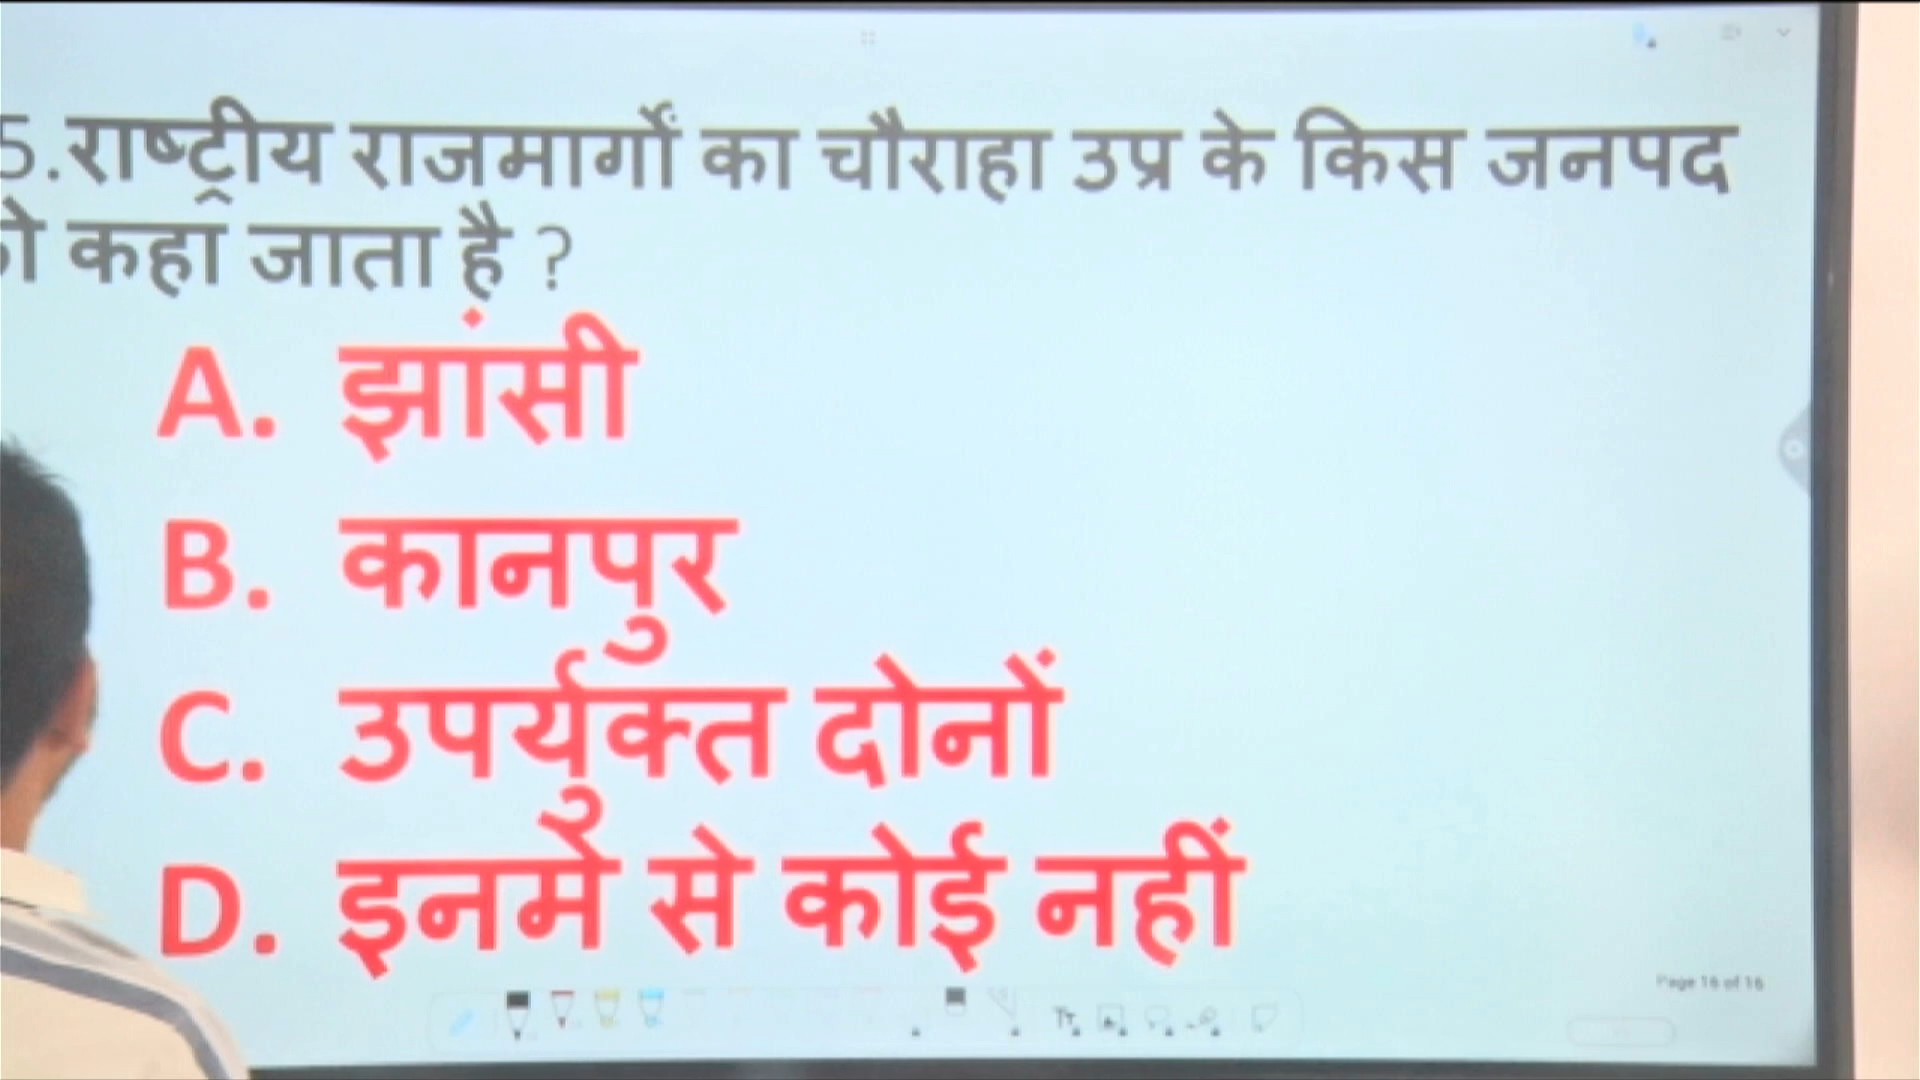 5.राष्ट्रीय राजमार्गों का चौराहा उप्र के किस जनपद
को कहा जाता है ?
A. झांसी
B. कानपुर
C. उपर्युक्त दोनों
D. इनमे से कोई नहीं
Page 16 of 16